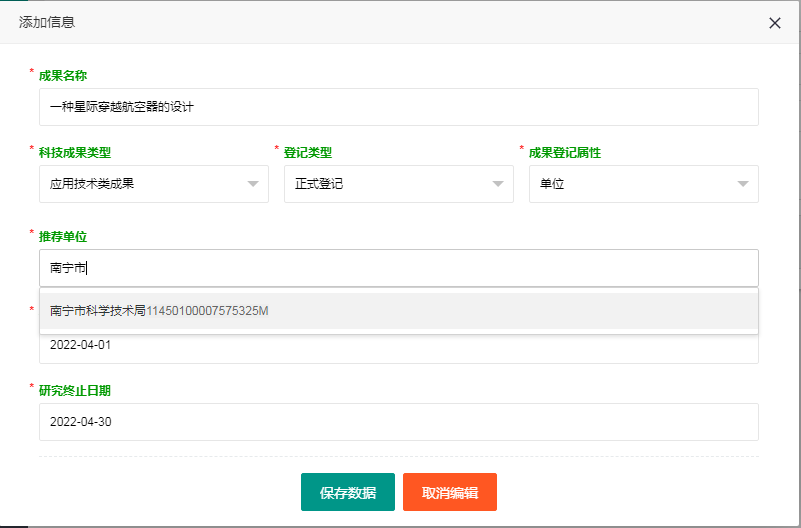 添加信息
* 成果名称
一种星际穿越航空器的设计
* 科技成果类型
* 登记类型
* 成果登记属性
应用技术类成果
正式登记
单位
* 推荐单位
南宁市
南宁市科学技术局11450100007575325M
*
2022-04-01
* 研究终止日期
2022-04-30
保存数据
取消编辑